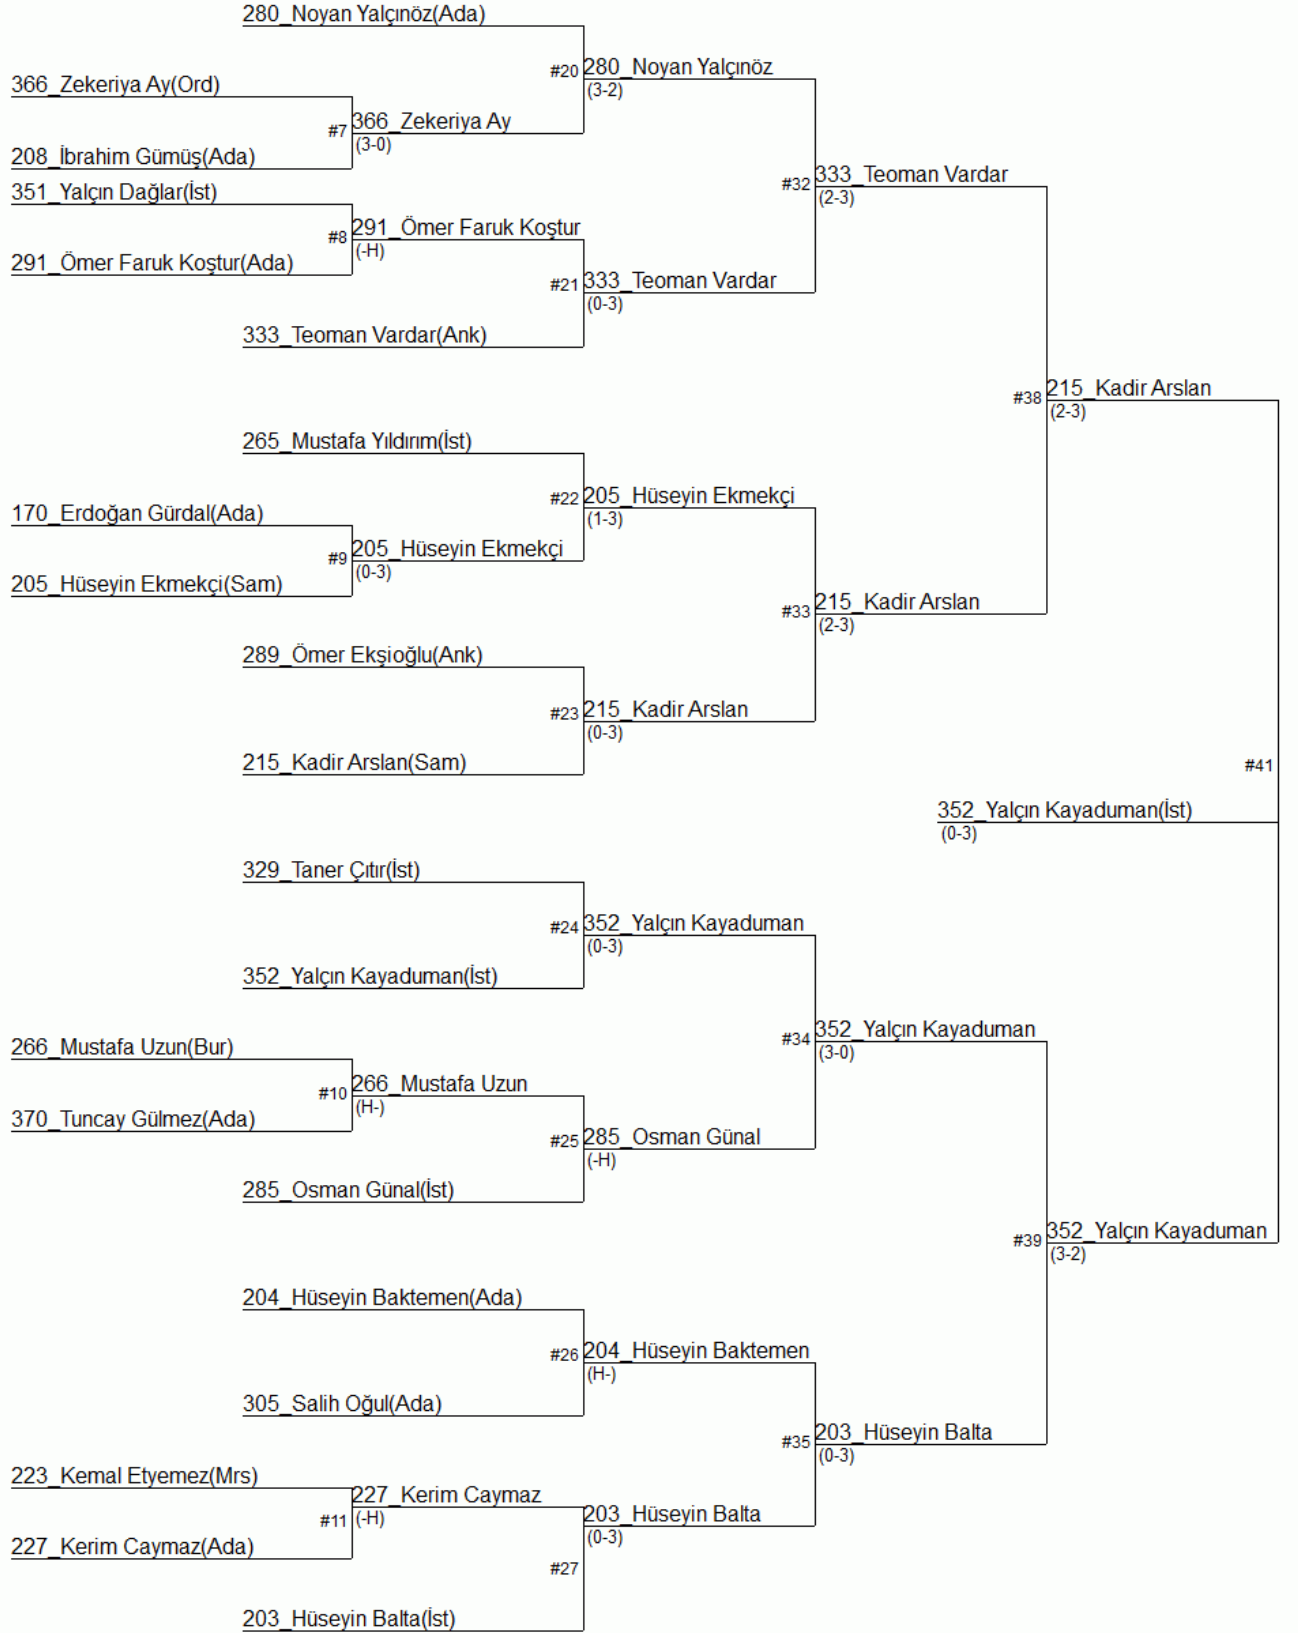 280_Noyan Yalçınöz(Ada)
#20 280_Noyan Yalçınöz
(3-2)
366_Zekeriya Ay(Ord)
#7 366_Zekeriya Ay
(3-0)
208_İbrahim Gümüş(Ada)
#32 333_Teoman Vardar
(2-3)
351_Yalçın Dağlar(İst)
#8 291_Ömer Faruk Koştur
(-H)
291_Ömer Faruk Koştur(Ada)
#21 333_Teoman Vardar
(0-3)
333_Teoman Vardar(Ank)
#38 215_Kadir Arslan
(2-3)
265_Mustafa Yıldırım(İst)
#22 205_Hüseyin Ekmekçi
(1-3)
170_Erdoğan Gürdal(Ada)
#9 205_Hüseyin Ekmekçi
(0-3)
205_Hüseyin Ekmekçi(Sam)
#33 215_Kadir Arslan
(2-3)
289_Ömer Ekşioğlu(Ank)
#23 215_Kadir Arslan
(0-3)
215_Kadir Arslan(Sam)
#41
352_Yalçın Kayaduman(İst)
(0-3)
329_Taner Çıtır(İst)
#24 352_Yalçın Kayaduman
(0-3)
352_Yalçın Kayaduman(İst)
#34 352_Yalçın Kayaduman
(3-0)
266_Mustafa Uzun(Bur)
#10 266_Mustafa Uzun
(H-)
370_Tuncay Gülmez(Ada)
#25 285_Osman Günal
(-H)
285_Osman Günal(İst)
#39 352_Yalçın Kayaduman
(3-2)
204_Hüseyin Baktemen(Ada)
#26 204_Hüseyin Baktemen
(H-)
305_Salih Oğul(Ada)
#35 203_Hüseyin Balta
(0-3)
223_Kemal Etyemez(Mrs)
#11 227_Kerim Caymaz
(-H)
227_Kerim Caymaz(Ada)
203_Hüseyin Balta
(0-3)
#27
203_Hüseyin Balta(İst)